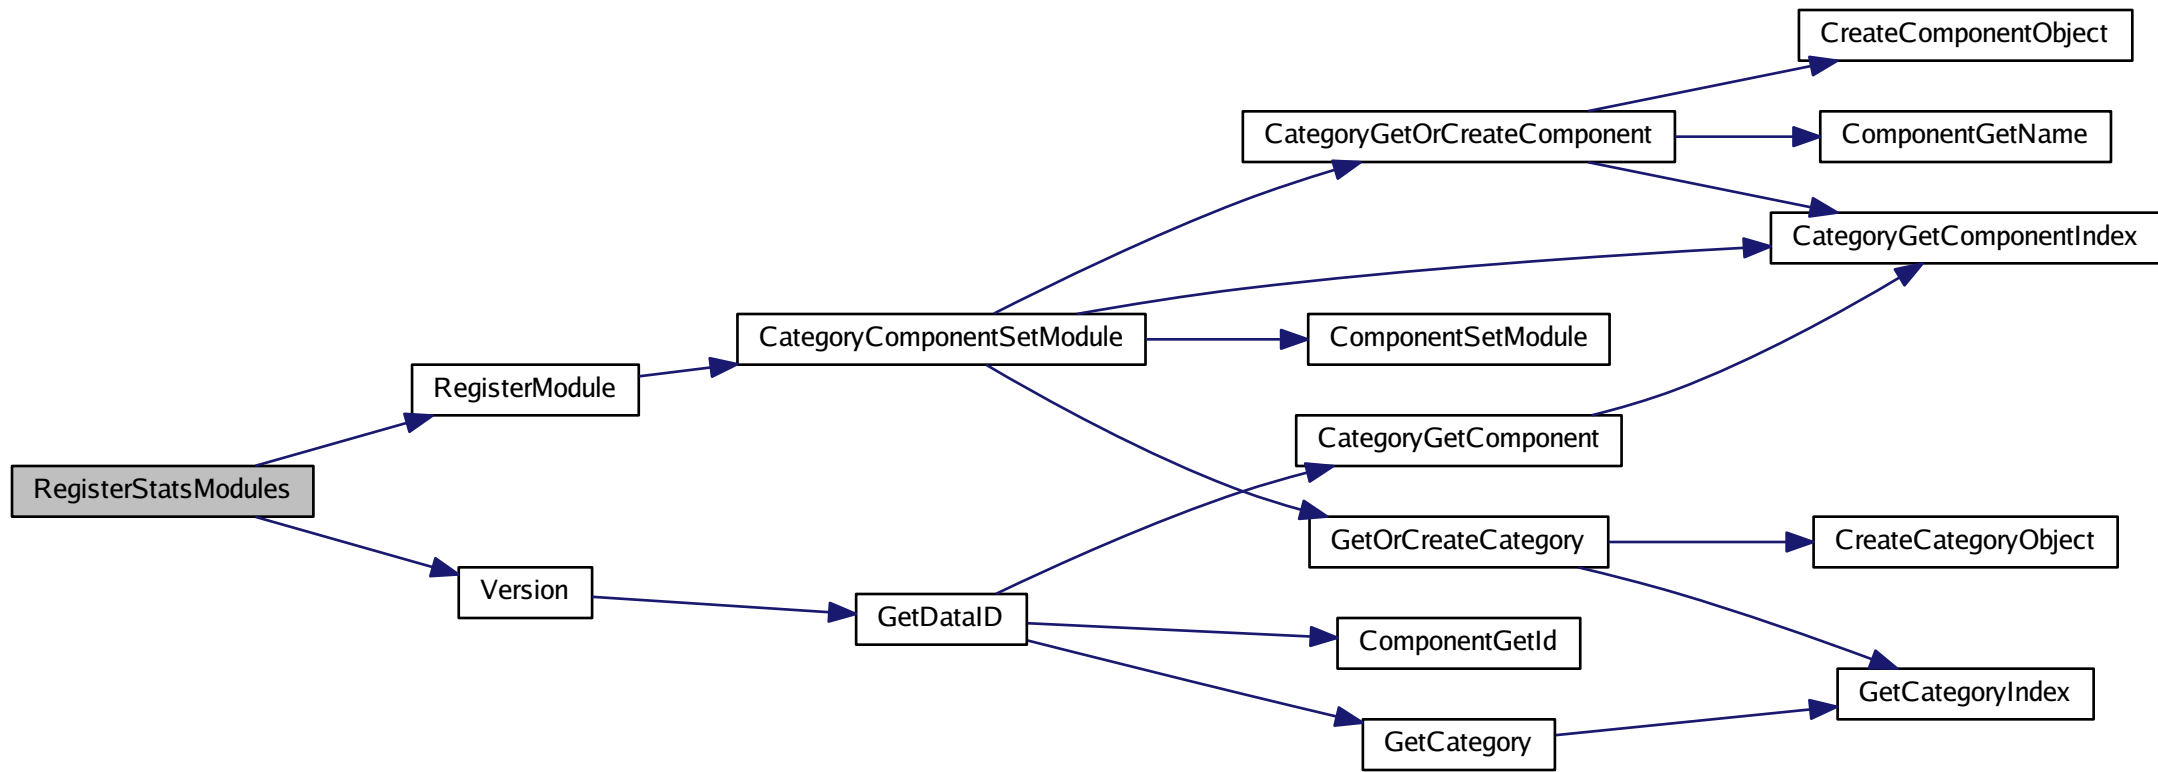 CreateComponentObject
CategoryGetOrCreateComponent
ComponentGetName
CategoryGetComponentIndex
CategoryComponentSetModule
ComponentSetModule
RegisterModule
CategoryGetComponent
RegisterStatsModules
GetOrCreateCategory
CreateCategoryObject
Version
GetDataID
ComponentGetId
GetCategoryIndex
GetCategory